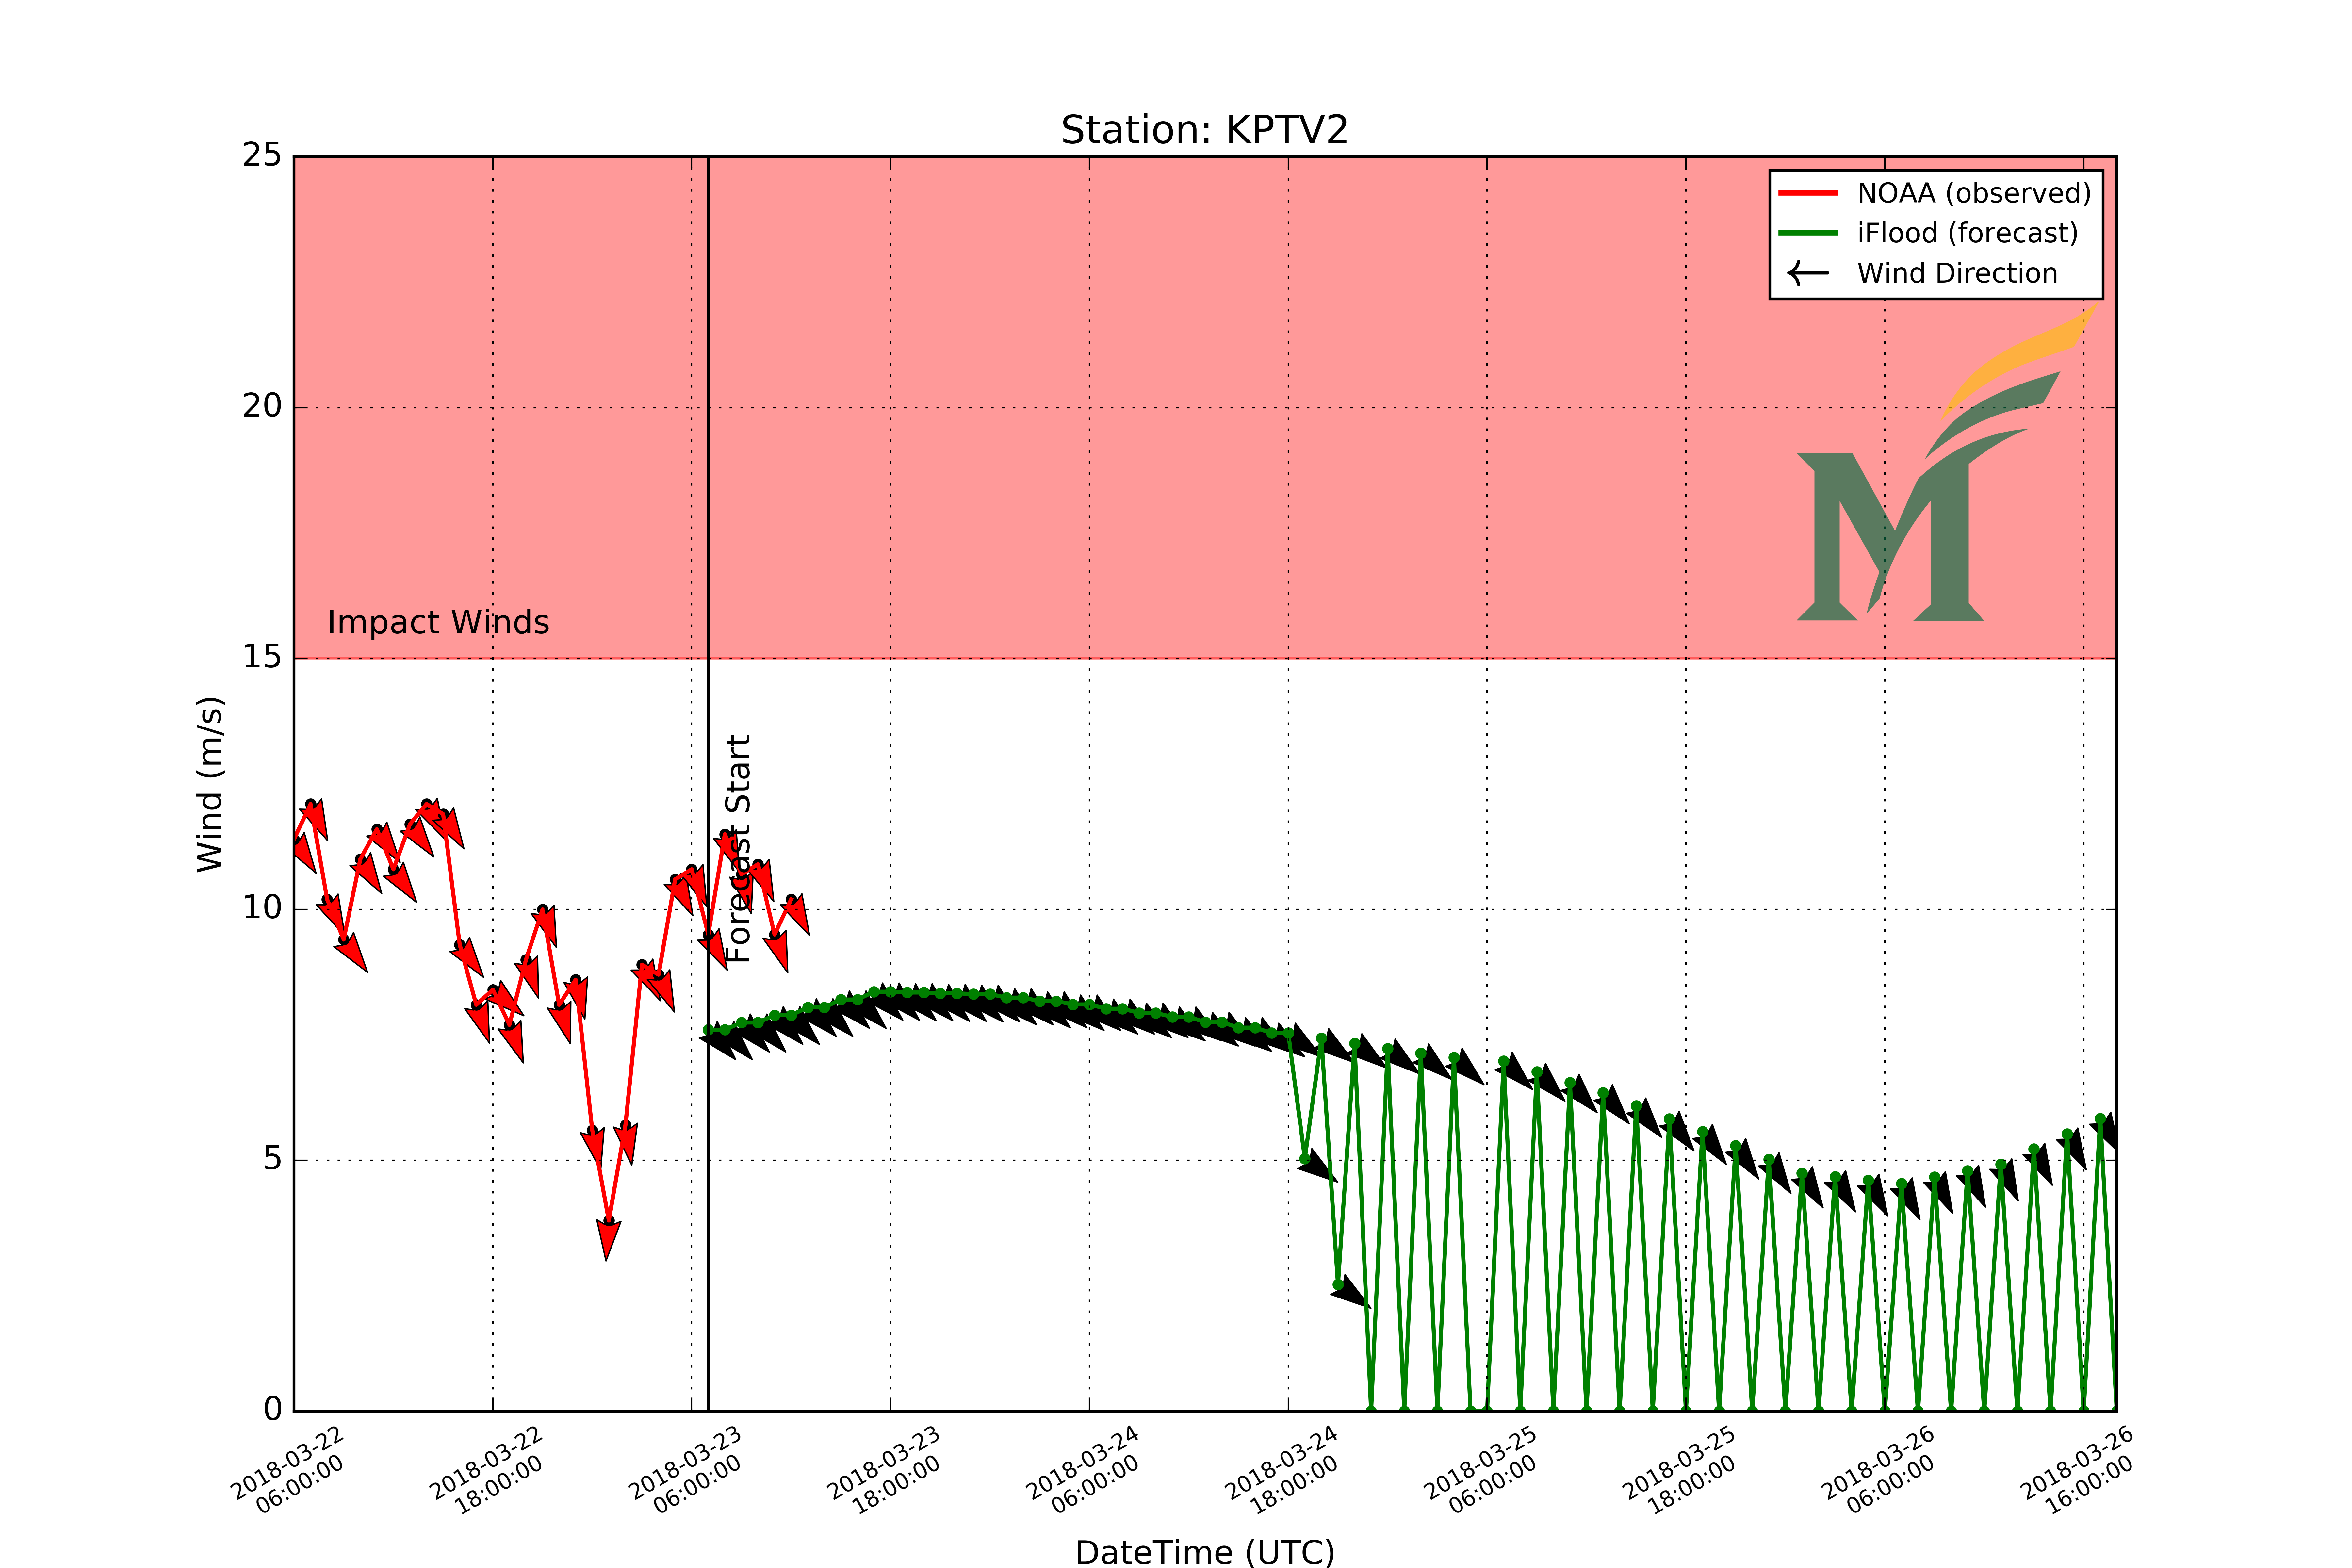 Station: KPTV2
25
20
15
10
5
0
Wind (m/s)
NOAA (observed)
iFlood (forecast)
Wind Direction
Impact Winds
Forecast Start
2018-03-22
06:00:00
2018-03-22
18:00:00
2018-03-23
06:00:00
2018-03-23
18:00:00
2018-03-24
06:00:00
2018-03-24
18:00:00
2018-03-25
06:00:00
2018-03-25
18:00:00
2018-03-26
06:00:00
2018-03-26
16:00:00
DateTime (UTC)
M